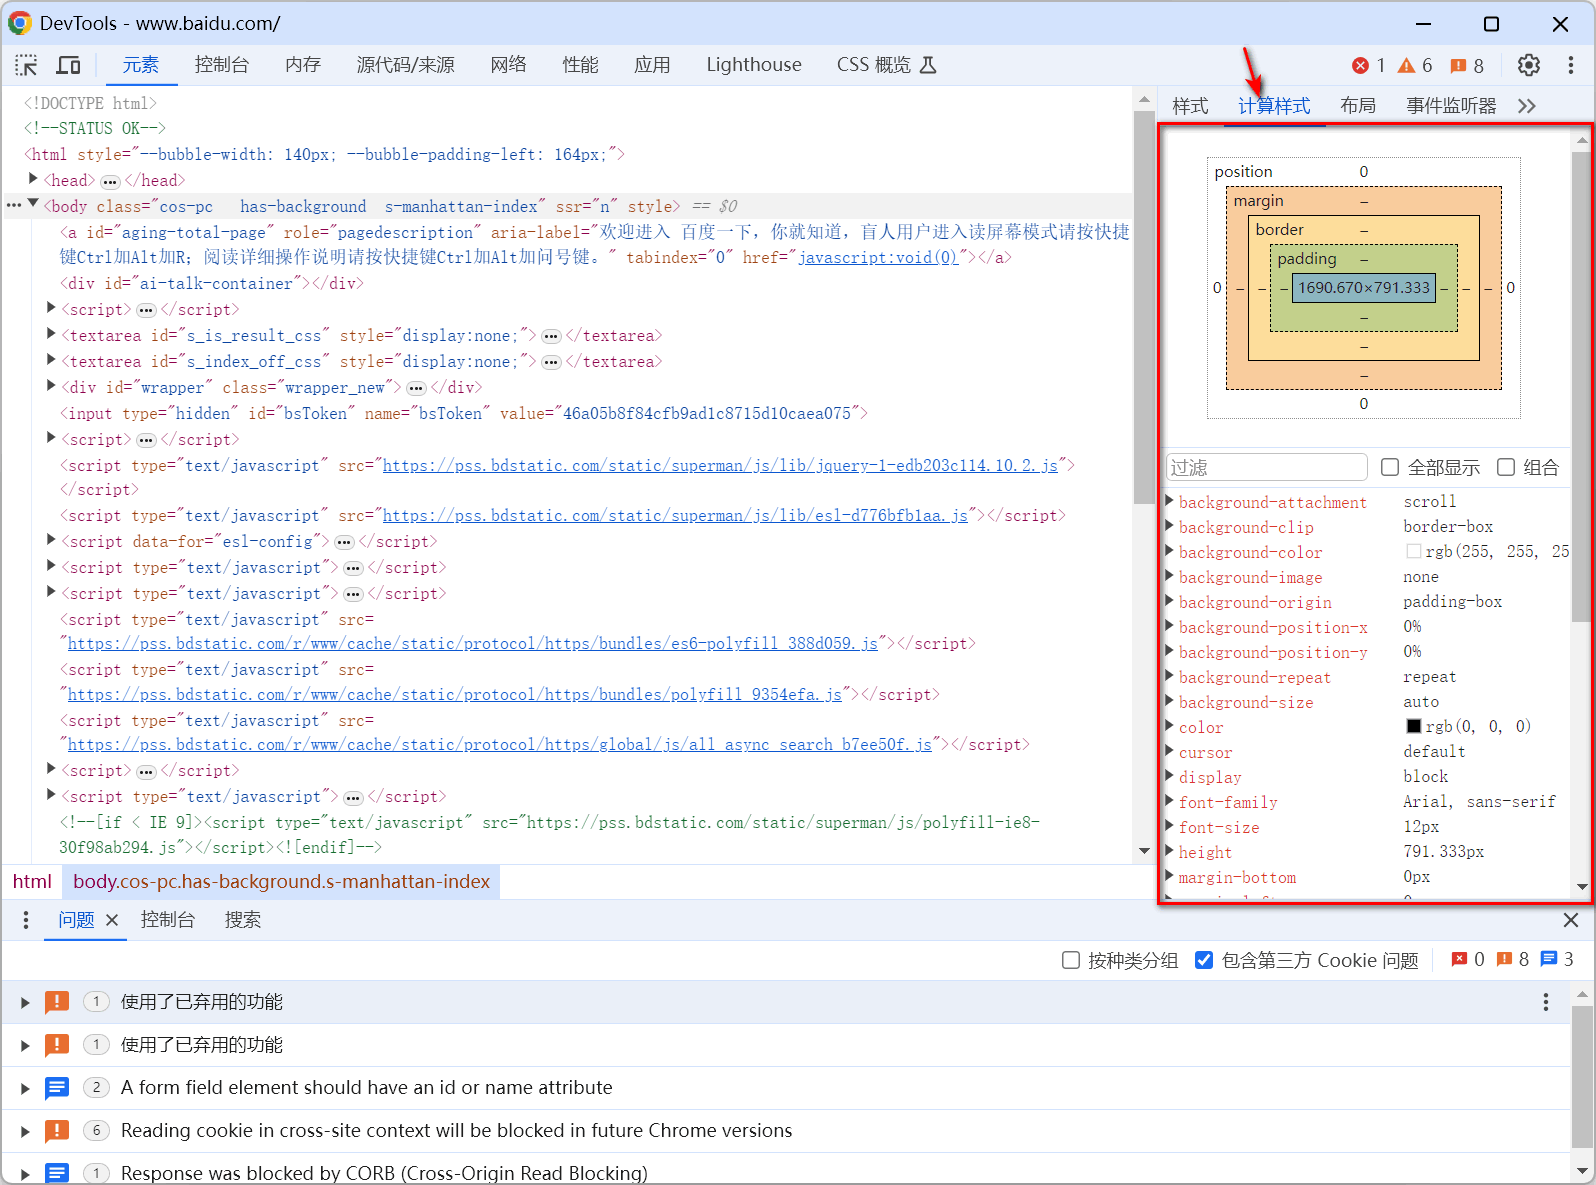 DevTools - www.baidu.com/
元素 控制台 内存 源代码/来源 网络 性能 应用 Lighthouse CSS 概览 1 6 8
<!DOCTYPE html>
<!--STATUS OK-->
<html style="--bubble-width: 140px; --bubble-padding-left: 164px;">
<head>…</head>
<body class="cos-pc   has-background  s-manhattan-index" ssr="n" style> == $0
<a id="aging-total-page" role="pagedescription" aria-label="欢迎进入 百度一下，你就知道，盲人用户进入读屏幕模式请按快捷
键Ctrl加Alt加R；阅读详细操作说明请按快捷键Ctrl加Alt加问号键。" tabindex="0" href="javascript:void(0)"></a>
<div id="ai-talk-container"></div>
<script>…</script>
<textarea id="s_is_result_css" style="display:none;">…</textarea>
<textarea id="s_index_off_css" style="display:none;">…</textarea>
<div id="wrapper" class="wrapper_new">…</div>
<input type="hidden" id="bsToken" name="bsToken" value="46a05b8f84cfb9ad1c8715d10caea075">
<script>…</script>
<script type="text/javascript" src="https://pss.bdstatic.com/static/superman/js/lib/jquery-1-edb203c114.10.2.js">
</script>
<script type="text/javascript" src="https://pss.bdstatic.com/static/superman/js/lib/esl-d776bfb1aa.js"></script>
<script data-for="esl-config">…</script>
<script type="text/javascript">…</script>
<script type="text/javascript">…</script>
<script type="text/javascript" src=
"https://pss.bdstatic.com/r/www/cache/static/protocol/https/bundles/es6-polyfill_388d059.js"></script>
<script type="text/javascript" src=
"https://pss.bdstatic.com/r/www/cache/static/protocol/https/bundles/polyfill_9354efa.js"></script>
<script type="text/javascript" src=
"https://pss.bdstatic.com/r/www/cache/static/protocol/https/global/js/all_async_search_b7ee50f.js"></script>
<script>…</script>
<script type="text/javascript">…</script>
<!--[if < IE 9]><script type="text/javascript" src="https://pss.bdstatic.com/static/superman/js/polyfill-ie8-
30f98ab294.js"></script><![endif]-->
html body.cos-pc.has-background.s-manhattan-index
样式 计算样式 布局 事件监听器
position 0
margin –
border –
padding –
0 – – – 1690.670×791.333 – – – 0
–
–
–
0
过滤 全部显示 组合
background-attachment scroll
background-clip border-box
background-color rgb(255, 255, 25
background-image none
background-origin padding-box
background-position-x 0%
background-position-y 0%
background-repeat repeat
background-size auto
color rgb(0, 0, 0)
cursor default
display block
font-family Arial, sans-serif
font-size 12px
height 791.333px
margin-bottom 0px
问题 控制台 搜索
按种类分组 包含第三方 Cookie 问题 0 8 3
1 使用了已弃用的功能
1 使用了已弃用的功能
2 A form field element should have an id or name attribute
6 Reading cookie in cross-site context will be blocked in future Chrome versions
1 Response was blocked by CORB (Cross-Origin Read Blocking)